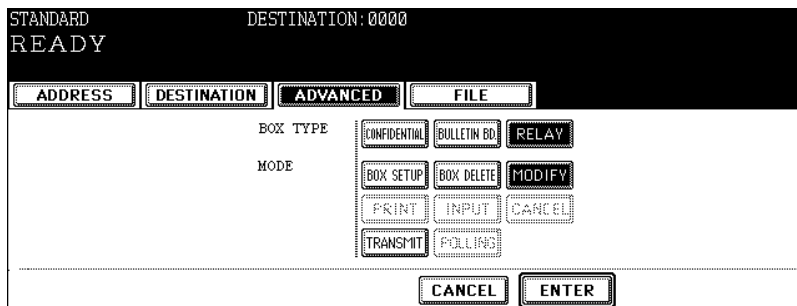 STANDARD DESTINATION:0000
READY
ADDRESS DESTINATION ADVANCED FILE
BOX TYPE CONFIDENTIAL BULLETIN BD. RELAY
MODE BOX SETUP BOX DELETE MODIFY
PRINT INPUT CANCEL
TRANSMIT POLLING
CANCEL ENTER